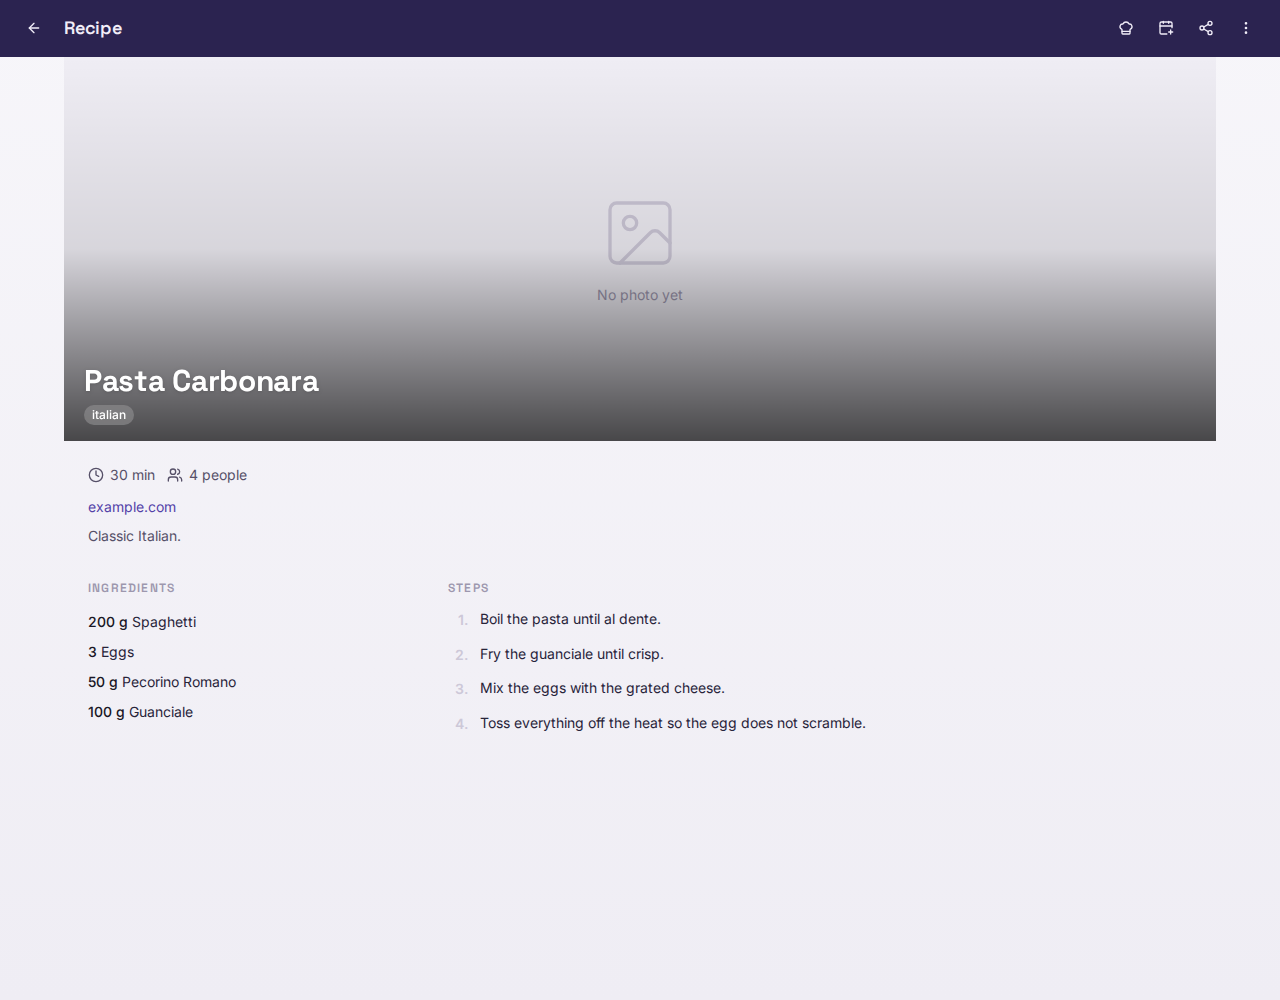 Recipe
No photo yet
Pasta Carbonara
italian
30 min 4 people
example.com
Classic Italian.
INGREDIENTS
200 g Spaghetti
3 Eggs
50 g Pecorino Romano
100 g Guanciale
STEPS
1. Boil the pasta until al dente.
2. Fry the guanciale until crisp.
3. Mix the eggs with the grated cheese.
4. Toss everything off the heat so the egg does not scramble.